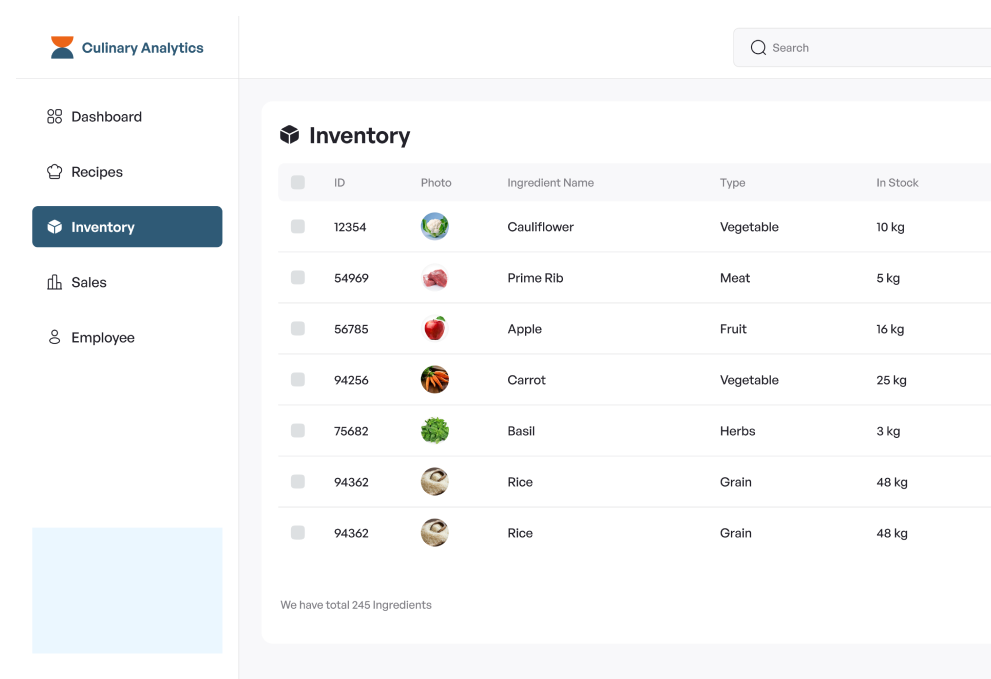 Culinary Analytics
Search
Dashboard
Recipes
Inventory
Sales
Employee
Inventory
ID Photo Ingredient Name Type In Stock
12354 Cauliflower Vegetable 10 kg
54969 Prime Rib Meat 5 kg
56785 Apple Fruit 16 kg
94256 Carrot Vegetable 25 kg
75682 Basil Herbs 3 kg
94362 Rice Grain 48 kg
94362 Rice Grain 48 kg
We have total 245 Ingredients